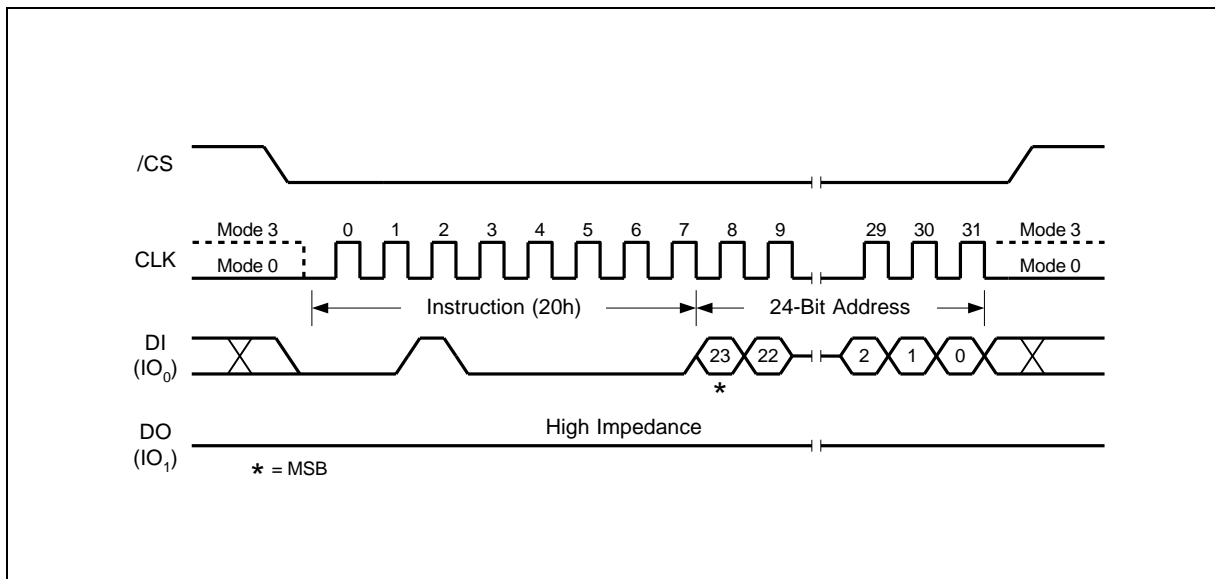 /CS
Mode 3
0 1 2 3 4 5 6 7 8 9 29 30 31
Mode 3
CLK
Mode 0
Mode 0
Instruction (20h)
24-Bit Address
DI
(IO₀)
23 22 2 1 0
*
High Impedance
DO
(IO₁)
* = MSB